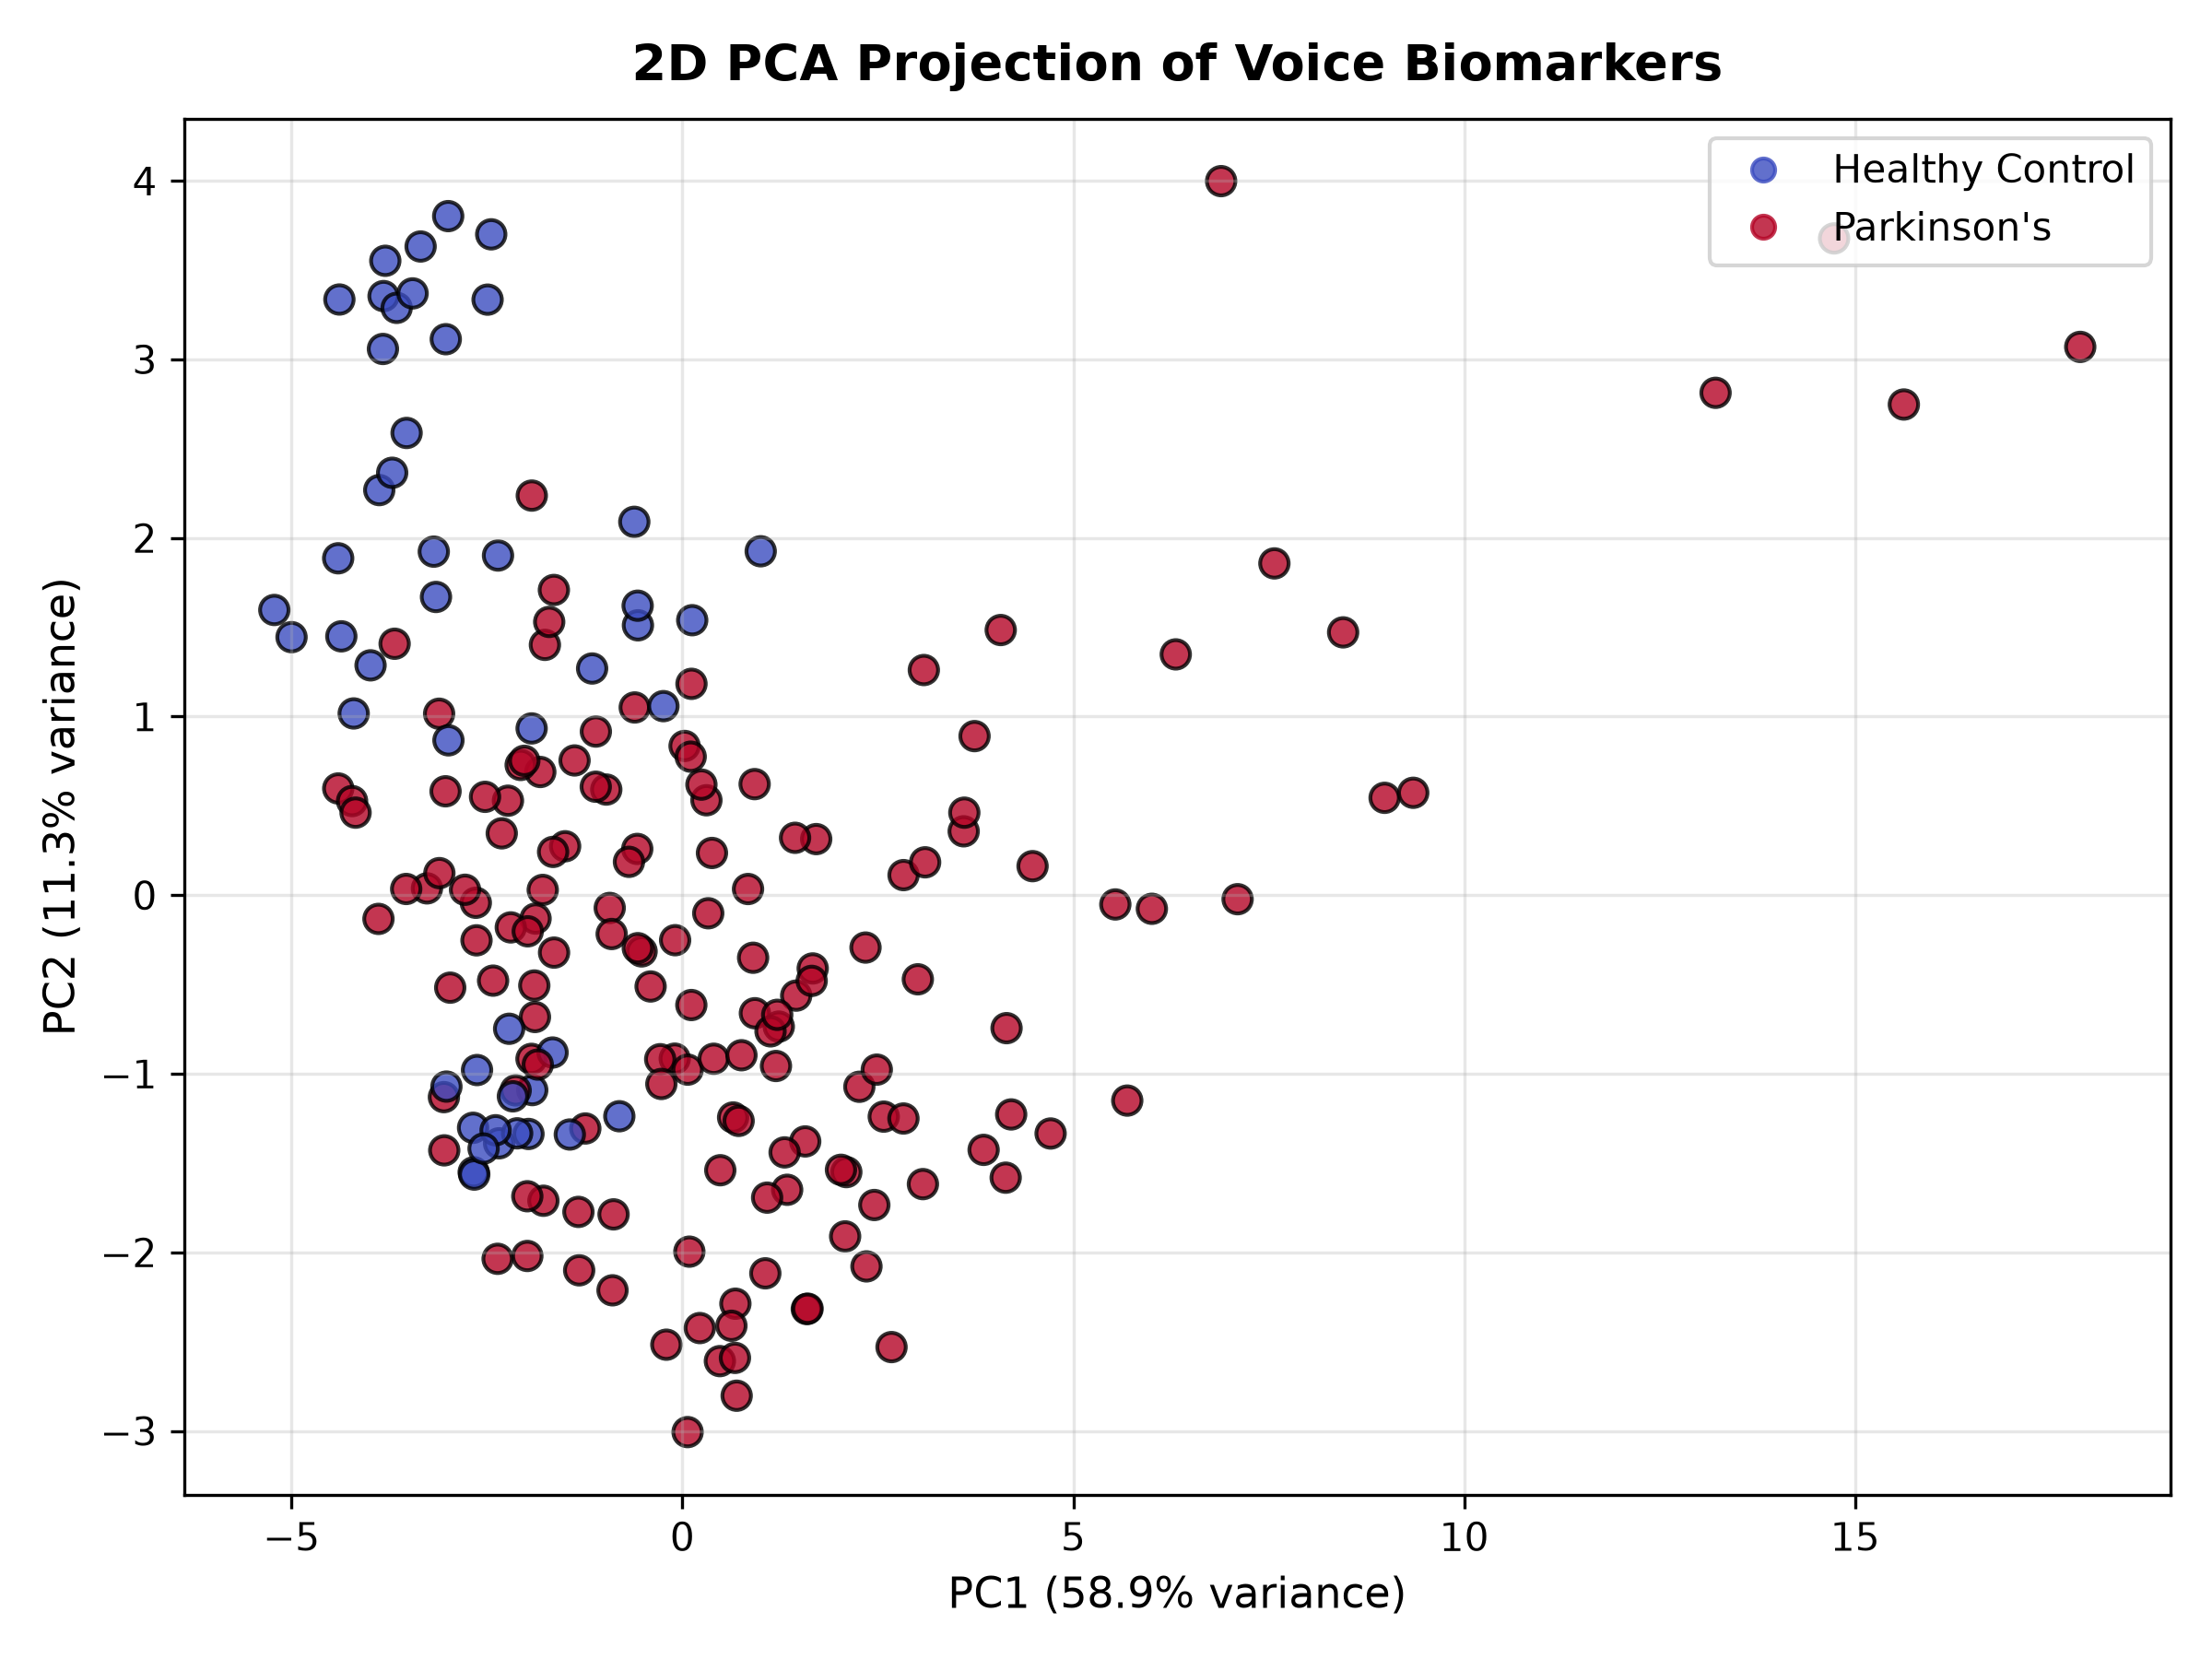 2D PCA Projection of Voice Biomarkers
Healthy Control
Parkinson's
4
3
2
1
0
−1
−2
−3
PC2 (11.3% variance)
−5
0
5
10
15
PC1 (58.9% variance)